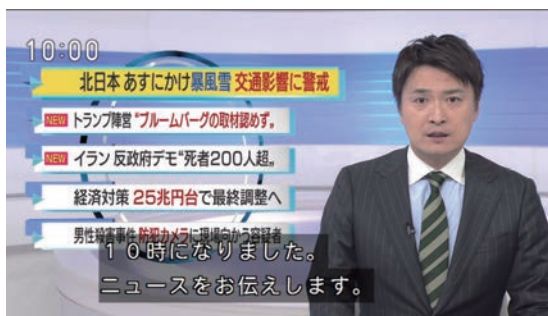 10:00
北日本 あすにかけ暴風雪 交通影響に警戒
NEW トランプ陣営 “ブルームバーグの取材認めず„
NEW イラン 反政府デモ“死者200人超„
経済対策 25兆円台で最終調整へ
男性殺害事件 防犯カメラに現場向かう容疑者
10時になりました。
ニュースをお伝えします。